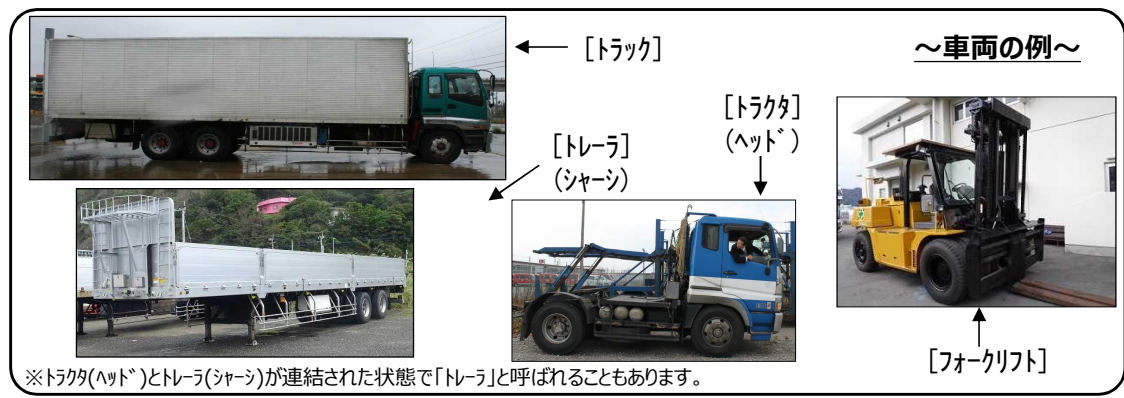 ～車両の例～
［トラック］
［トラクタ］
(ﾍｯﾄﾞ)
［トレーラ］
(シャーシ)
［フォークリフト］
※ﾄﾗｸﾀ(ﾍｯﾄﾞ)とﾄﾚｰﾗ(ｼｬｰｼ)が連結された状態で｢ﾄﾚｰﾗ｣と呼ばれることもあります。